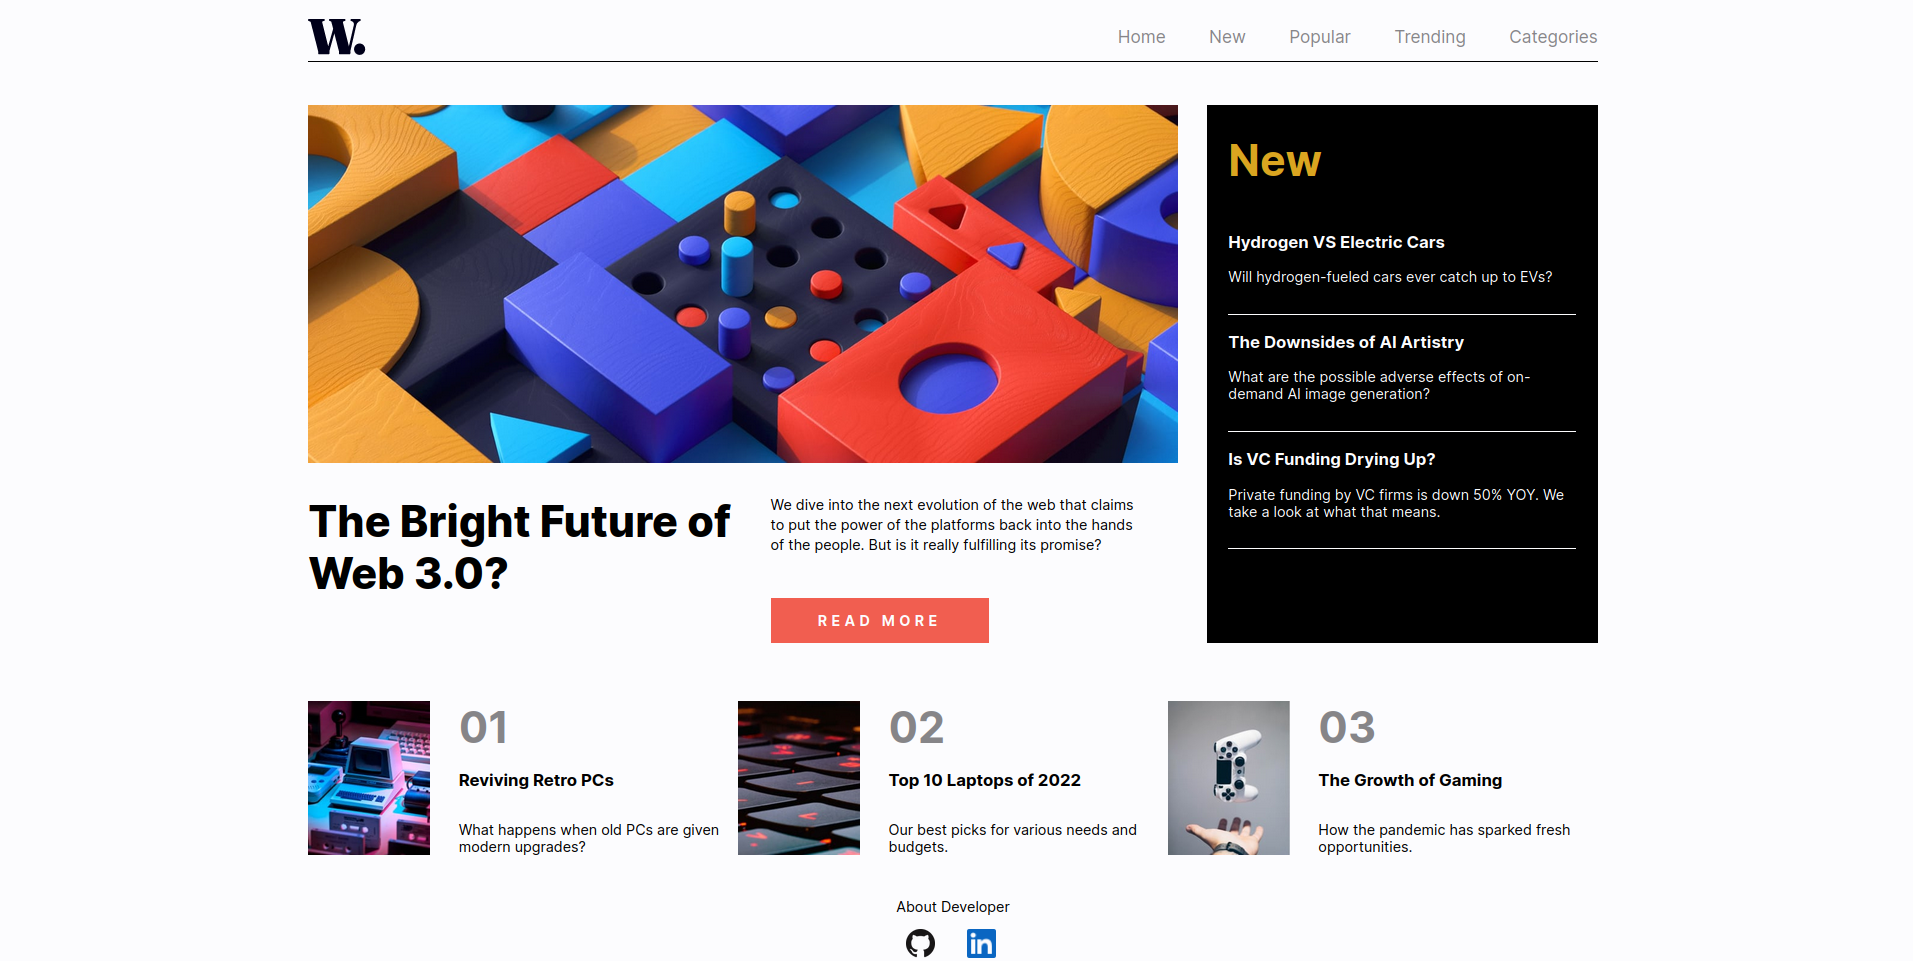 W.
Home
New
Popular
Trending
Categories
New
Hydrogen VS Electric Cars
Will hydrogen-fueled cars ever catch up to EVs?
The Downsides of AI Artistry
What are the possible adverse effects of on-
demand AI image generation?
Is VC Funding Drying Up?
Private funding by VC firms is down 50% YOY. We
take a look at what that means.
The Bright Future of
Web 3.0?
We dive into the next evolution of the web that claims
to put the power of the platforms back into the hands
of the people. But is it really fulfilling its promise?
READ MORE
01
Reviving Retro PCs
What happens when old PCs are given
modern upgrades?
02
Top 10 Laptops of 2022
Our best picks for various needs and
budgets.
03
The Growth of Gaming
How the pandemic has sparked fresh
opportunities.
About Developer
in